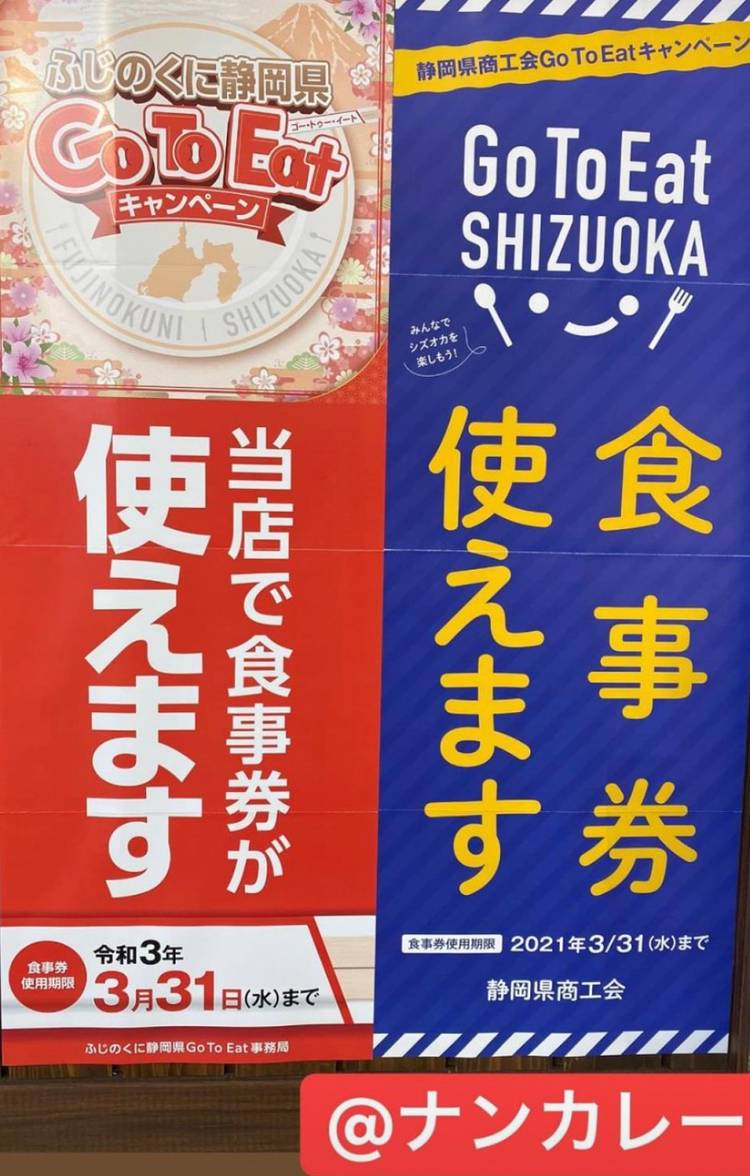 ふじのくに静岡県
Go To Eat
ゴー・トゥー・イート
キャンペーン
FUJINOKUNI | SHIZUOKA
当店で食事券が
使えます
食事券
使用期限
令和3年
3月31日(水)まで
ふじのくに静岡県Go To Eat事務局
静岡県商工会Go To Eatキャンペーン
Go To Eat
SHIZUOKA
みんなで
シズオカを
楽しもう!
食事券
使えます
食事券使用期限 2021年3/31(水)まで
静岡県商工会
@ナンカレー